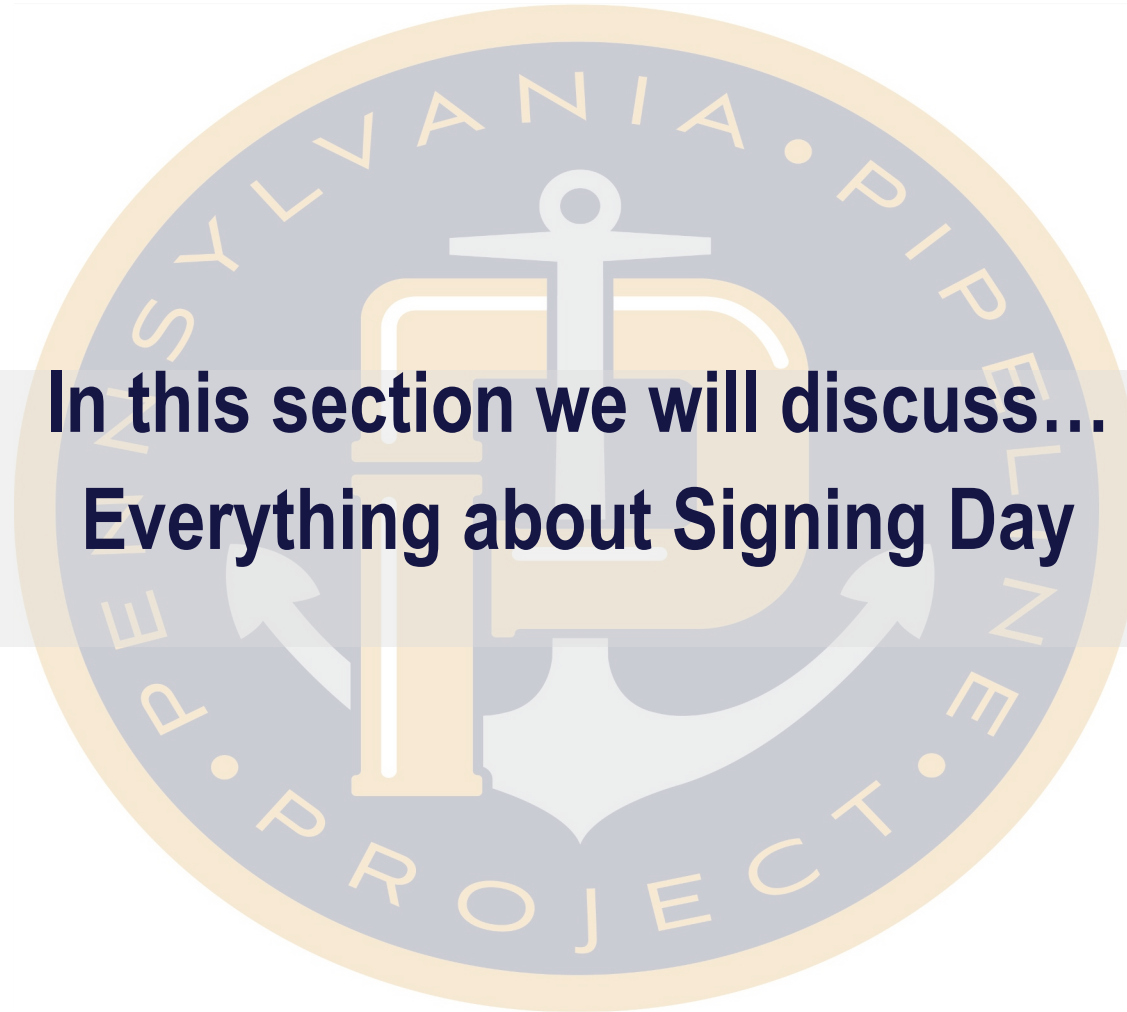 PENNSYLVANIA • PIPELINE • PROJECT •
In this section we will discuss…
Everything about Signing Day